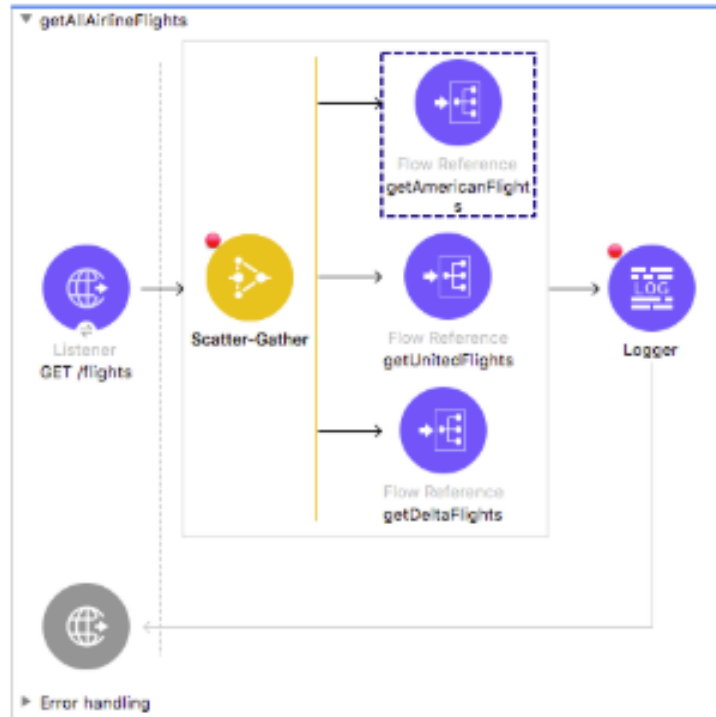 getAllAirlineFlights
Flow Reference
getAmericanFlight
s
Listener
GET /flights
Scatter-Gather
Flow Reference
getUnitedFlights
LOG
Logger
Flow Reference
getDeltaFlights
Error handling